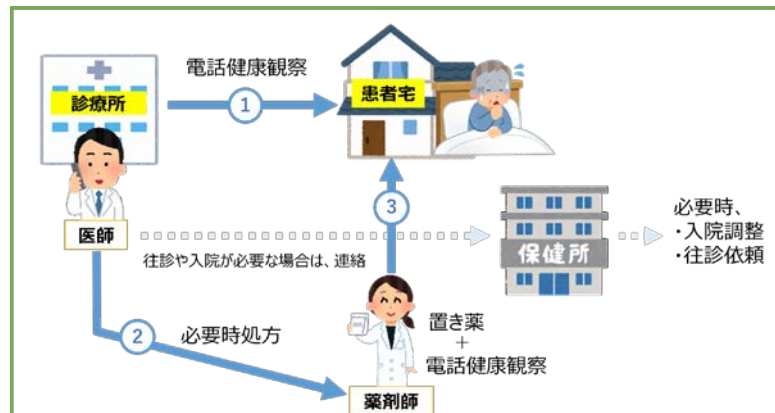 電話健康観察
診療所
1
患者宅
3
医師
往診や入院が必要な場合は、連絡
保健所
必要時、
・入院調整
・往診依頼
2
必要時処方
置き薬
+
電話健康観察
薬剤師